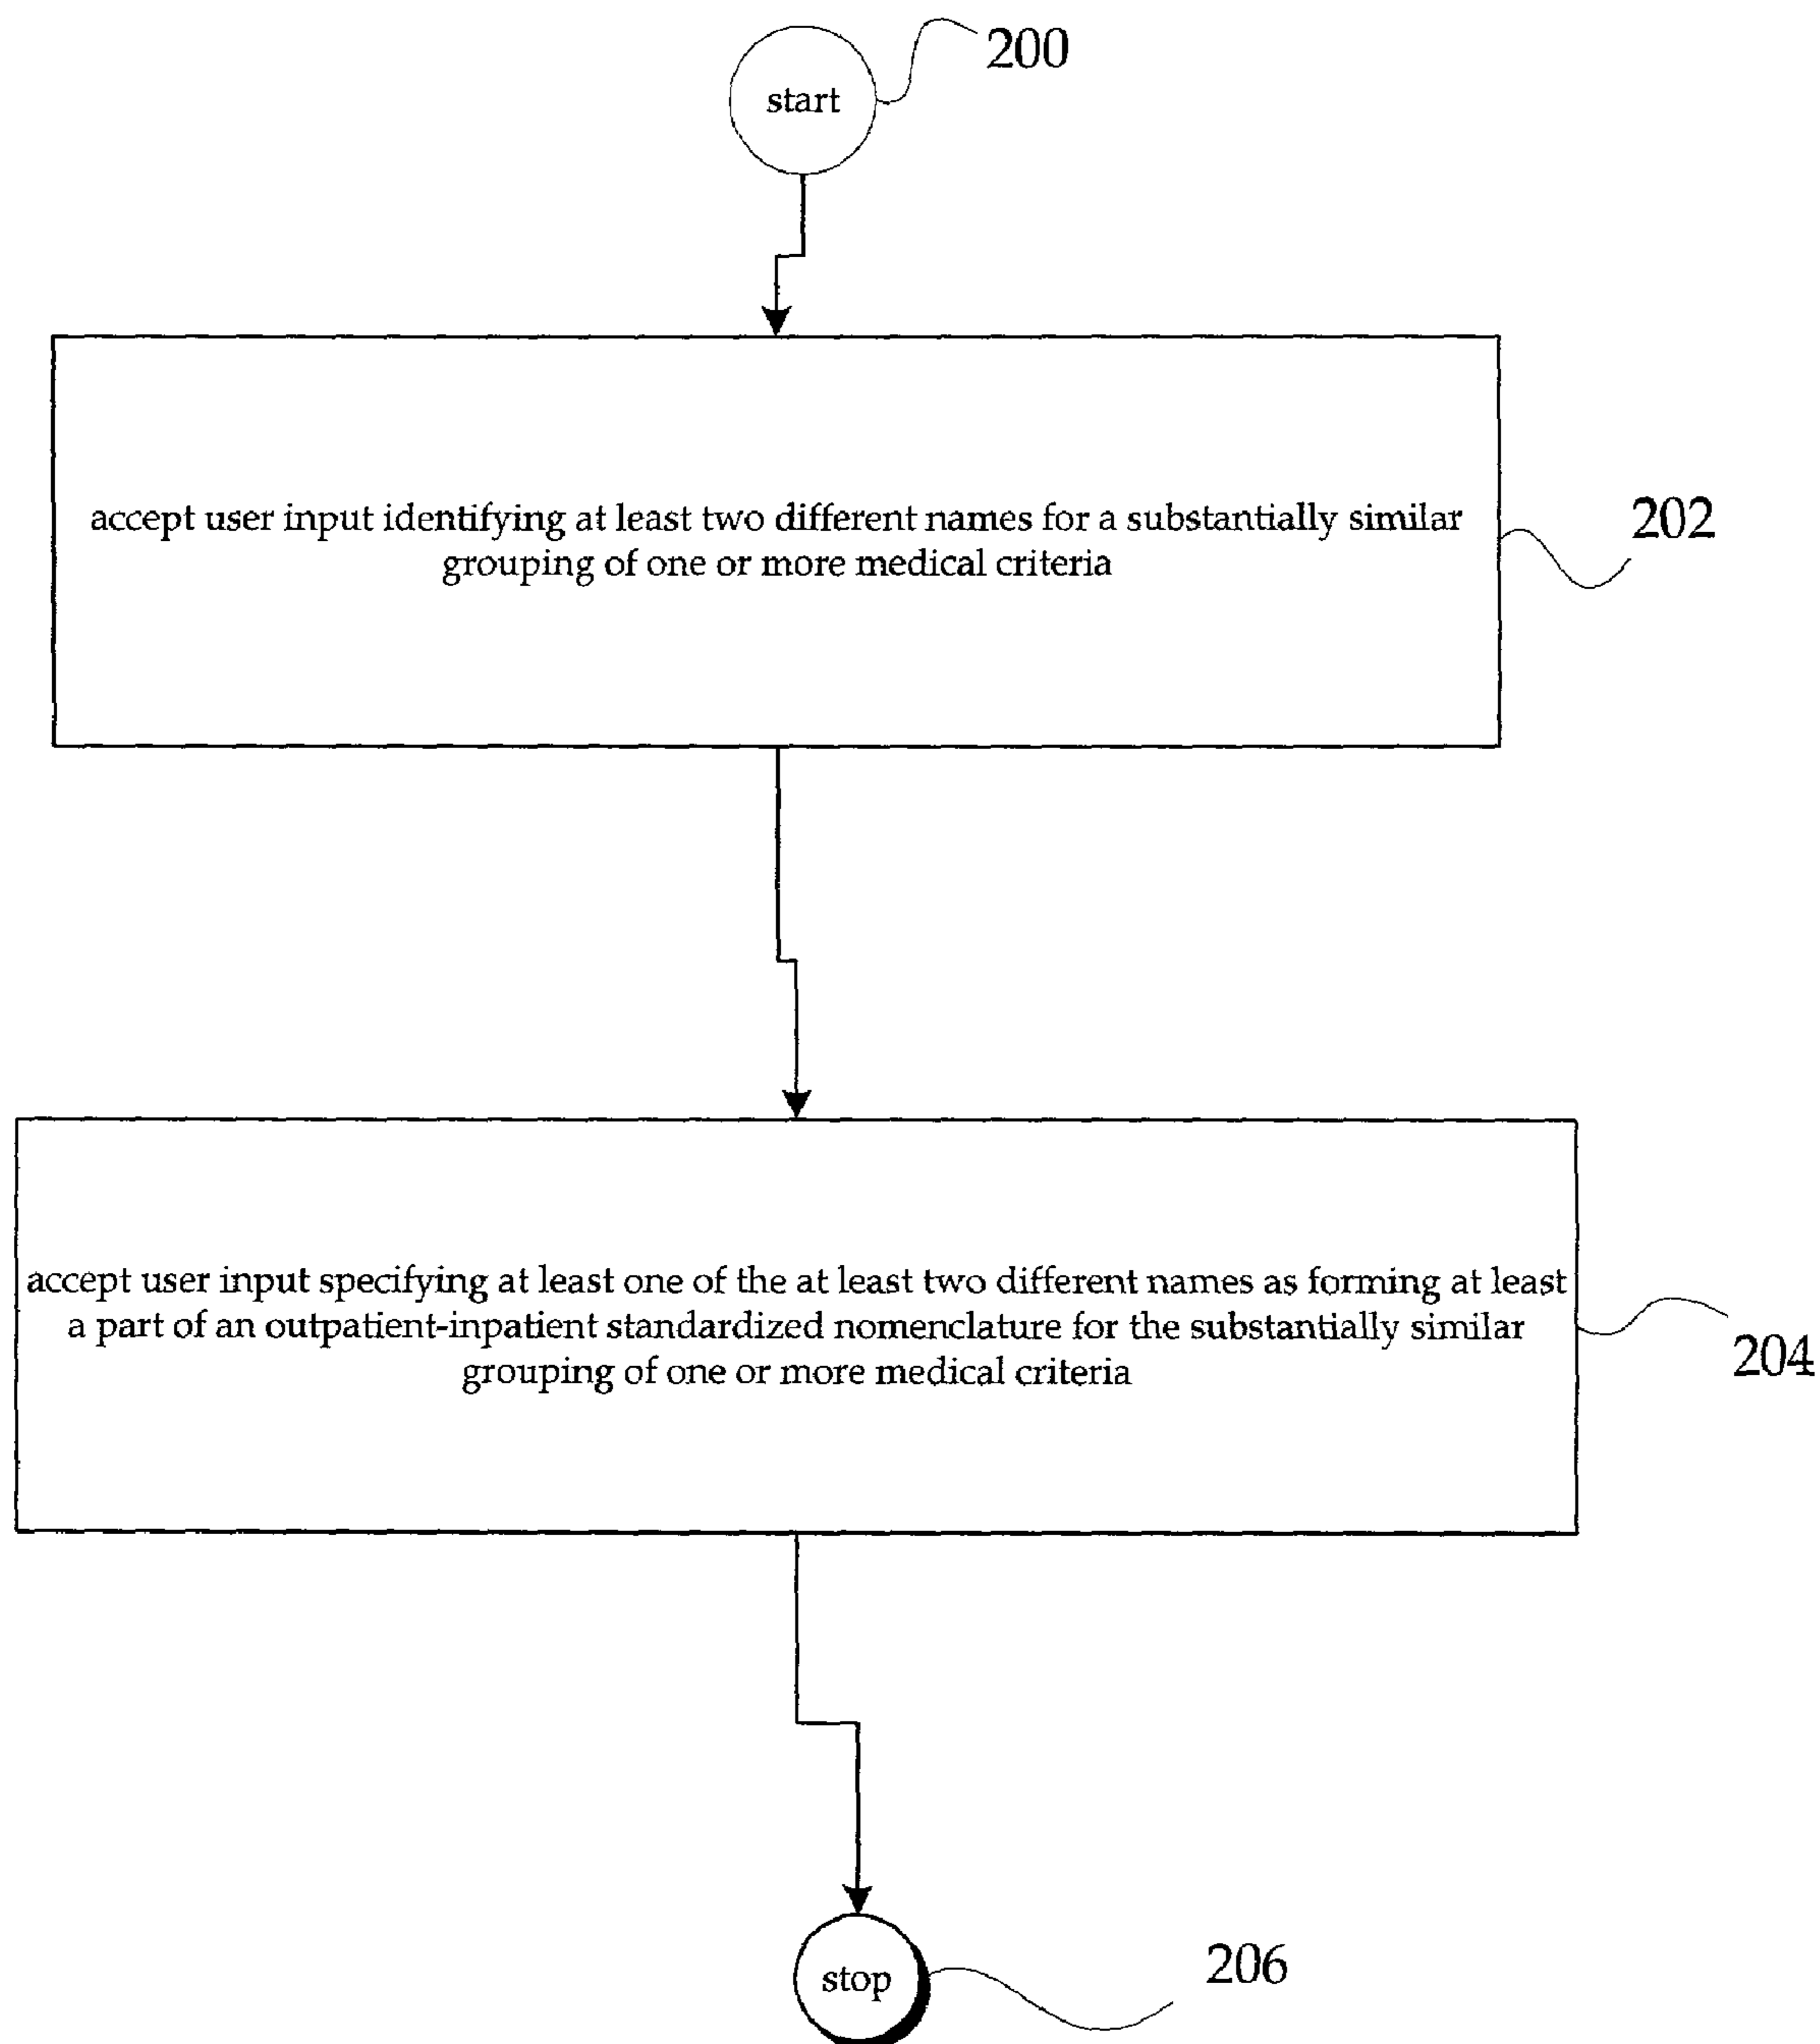 start
200
accept user input identifying at least two different names for a substantially similar
grouping of one or more medical criteria
202
accept user input specifying at least one of the at least two different names as forming at least
a part of an outpatient-inpatient standardized nomenclature for the substantially similar
grouping of one or more medical criteria
204
stop
206